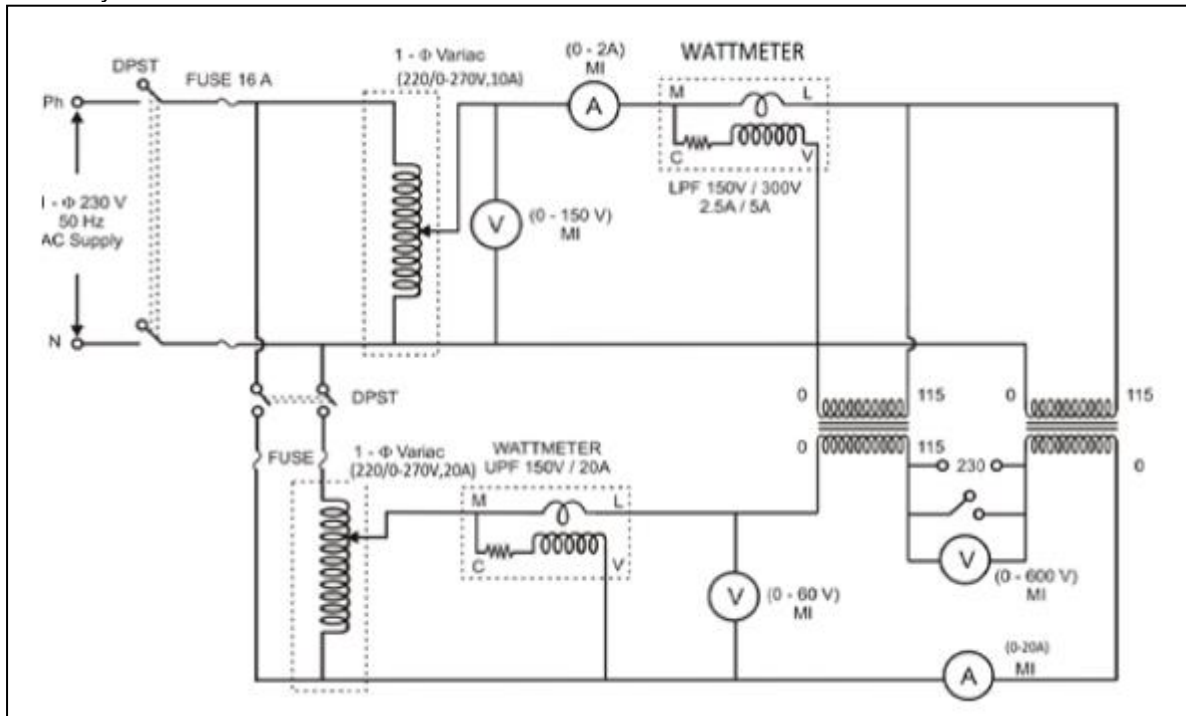 DPST
FUSE 16 A
1 - Φ Variac
(220/0-270V,10A)
(0 - 2A)
MI
WATTMETER
Ph
A
M
L
C
V
LPF 150V / 300V
2.5A / 5A
I - Φ 230 V
50 Hz
AC Supply
V
(0 - 150 V)
MI
N
DPST
0
115
0
115
0
115
0
FUSE
1 - Φ Variac
(220/0-270V,20A)
WATTMETER
UPF 150V / 20A
230
M
L
C
V
V
(0 - 60 V)
MI
V
(0 - 600 V)
MI
A
(0-20A)
MI